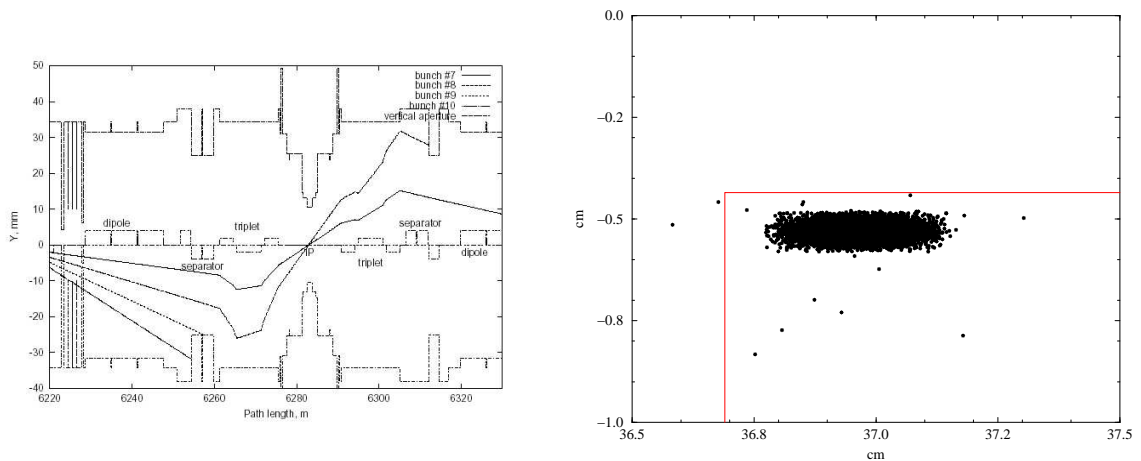 50
40
30
20
10
0
-10
-20
-30
-40
Y, mm
bunch #7
bunch #8
bunch #9
bunch #10
vertical aperture
dipole
triplet
separator
separator
IP
triplet
dipole
6220 6240 6260 6280 6300 6320
Path length, m
0.0
−0.2
−0.5
−0.8
−1.0
cm
36.5 36.8 37.0 37.2 37.5
cm